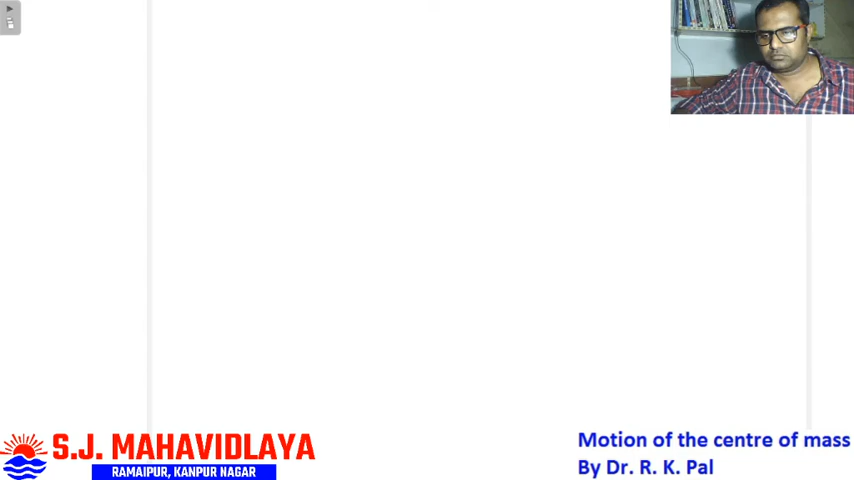 S.J. MAHAVIDLAYA
RAMAIPUR, KANPUR NAGAR
Motion of the centre of mass
By Dr. R. K. Pal